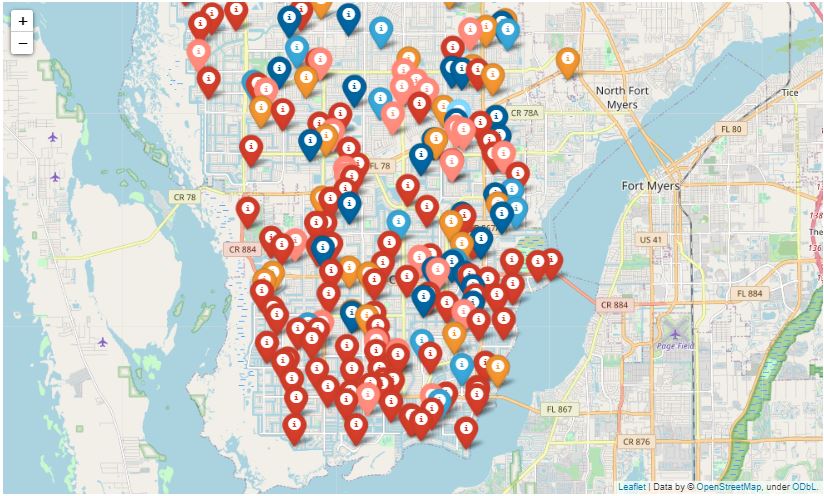 +
−
North Fort
Myers
Tice
CR 78A
FL 80
FL 78
Fort Myers
CR 78
US 41
CR 884
FL 884
CR 884
Page Field
FL 867
CR 876
Leaflet | Data by © OpenStreetMap, under ODbL.